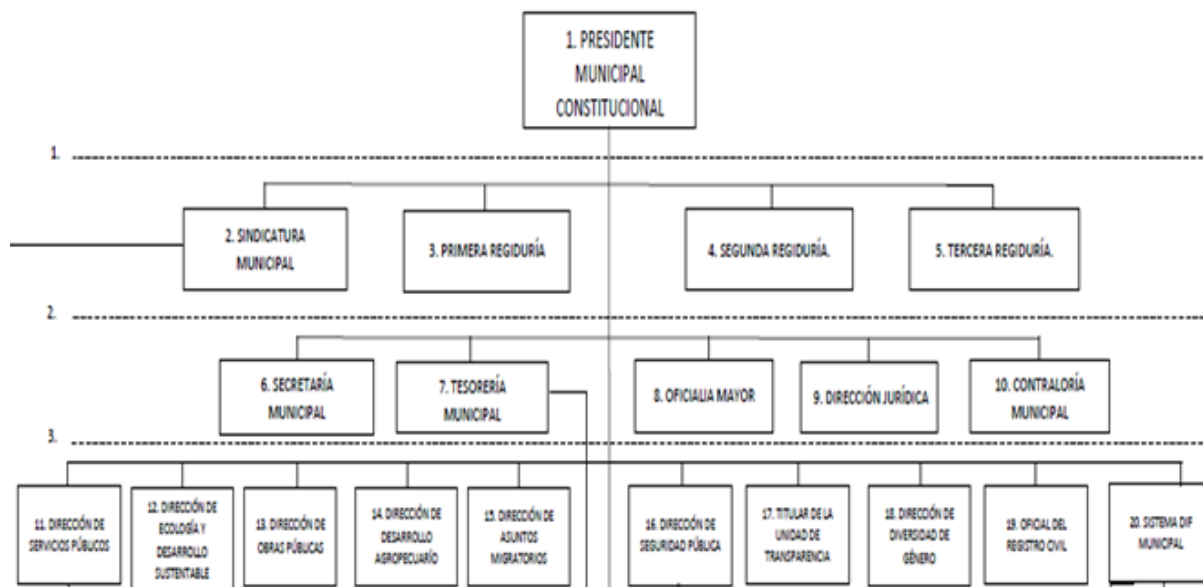 1. PRESIDENTE
MUNICIPAL
CONSTITUCIONAL
1.
2. SINDICATURA
MUNICIPAL
3. PRIMERA REGIDURÍA
4. SEGUNDA REGIDURÍA.
5. TERCERA REGIDURÍA.
2.
6. SECRETARÍA
MUNICIPAL
7. TESORERÍA
MUNICIPAL
8. OFICIALIA MAYOR
9. DIRECCIÓN JURÍDICA
10. CONTRALORÍA
MUNICIPAL
3.
11. DIRECCIÓN DE
SERVICIOS PÚBLICOS
12. DIRECCIÓN DE
ECOLOGÍA Y
DESARROLLO
SUSTENTABLE
13. DIRECCIÓN DE
OBRAS PÚBLICAS
14. DIRECCIÓN DE
DESARROLLO
AGROPECUARÍO
15. DIRECCIÓN DE
ASUNTOS
MIGRATORIOS
16. DIRECCIÓN DE
SEGURIDAD PÚBLICA
17. TITULAR DE LA
UNIDAD DE
TRANSPARENCIA
18. DIRECCIÓN DE
DIVERSIDAD DE
GÉNERO
19. OFICIAL DEL
REGISTRO CIVIL
20. SISTEMA DIF
MUNICIPAL